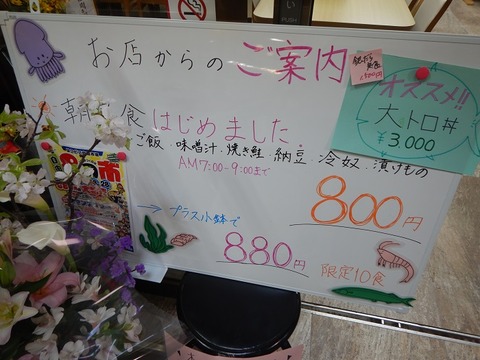 お店からのご案内
朝食はじめました
ご飯・味噌汁・焼き鮭・納豆・冷奴・漬けもの
AM7:00-9:00まで
800円
→ プラス小鉢で
880円
限定10食
オススメ!!
大トロ丼
¥3,000
PUSH